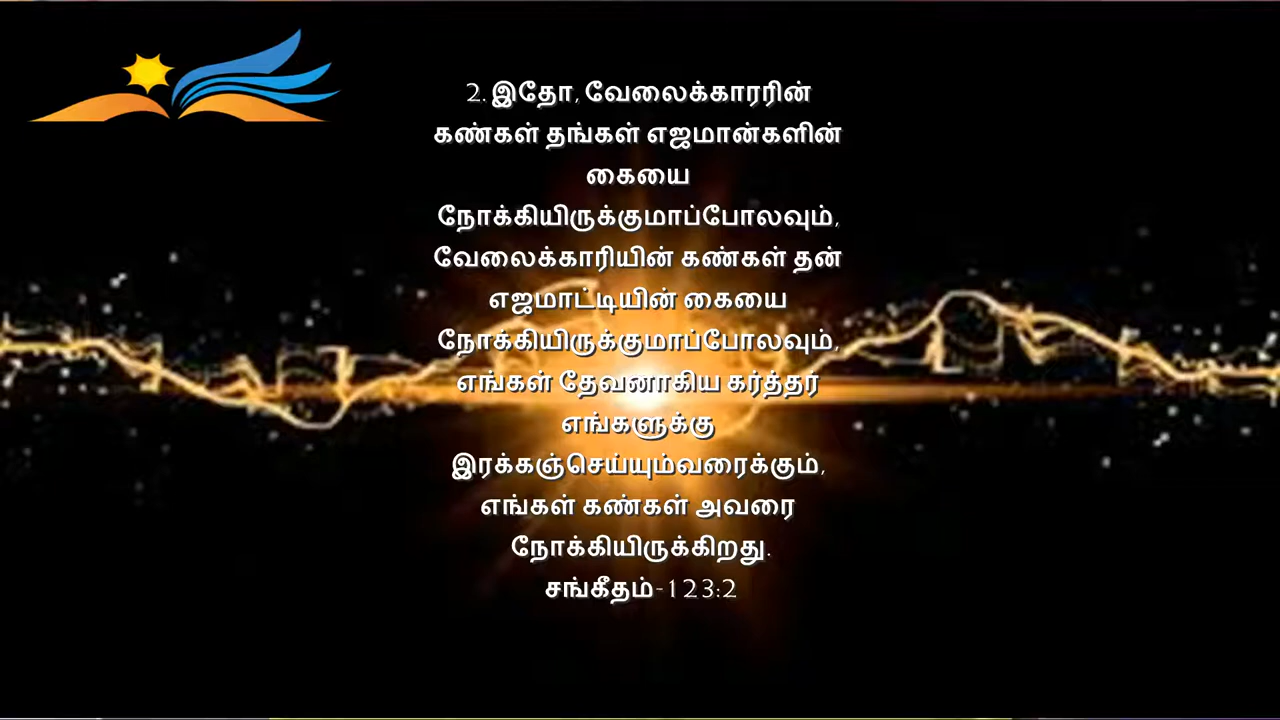 2. இதோ, வேலைக்காரரின்
கண்கள் தங்கள் எஜமான்களின்
கையை
நோக்கியிருக்குமாப்போலவும்,
வேலைக்காரியின் கண்கள் தன்
எஜமாட்டியின் கையை
நோக்கியிருக்குமாப்போலவும்,
எங்கள் தேவனாகிய கர்த்தர்
எங்களுக்கு
இரக்கஞ்செய்யும்வரைக்கும்,
எங்கள் கண்கள் அவரை
நோக்கியிருக்கிறது.
சங்கீதம்-123:2